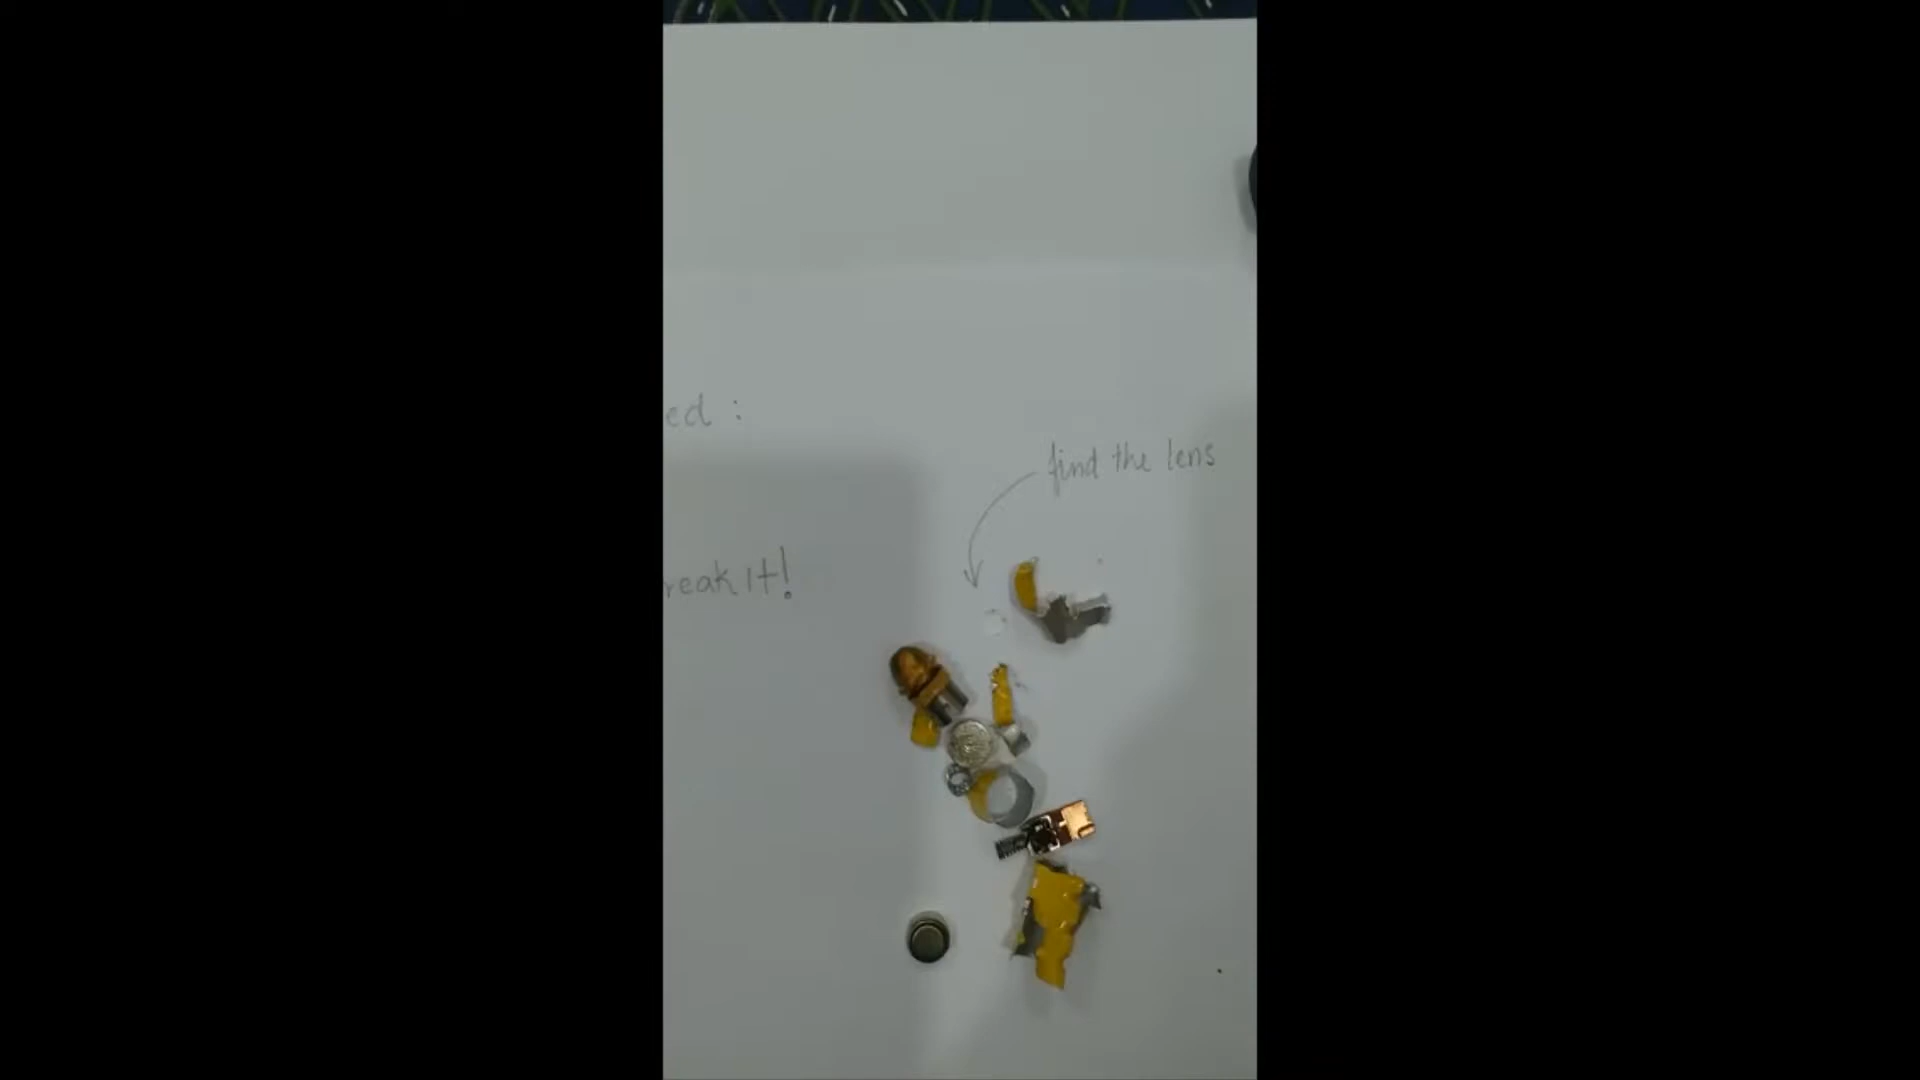 ed :
find the lens
reak it!